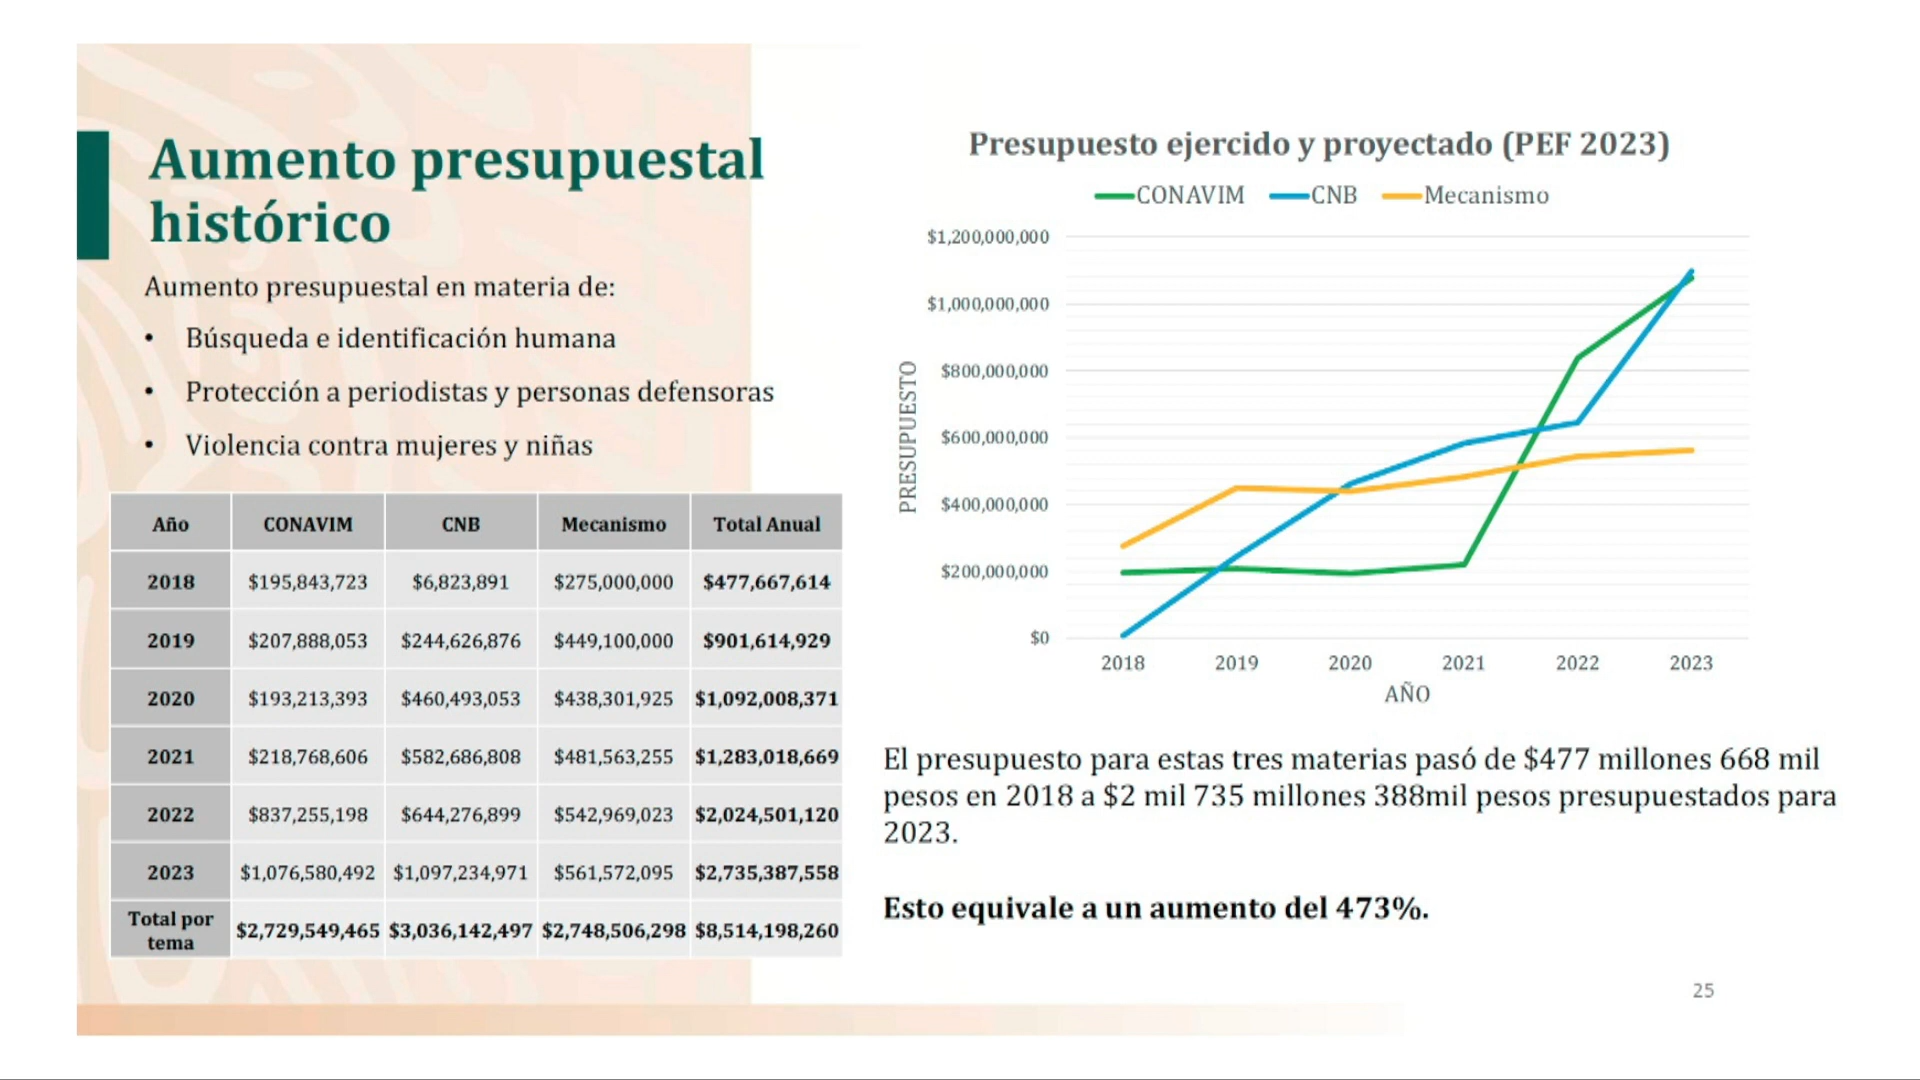 Aumento presupuestal
histórico
Aumento presupuestal en materia de:
• Búsqueda e identificación humana
• Protección a periodistas y personas defensoras
• Violencia contra mujeres y niñas
Año CONAVIM CNB Mecanismo Total Anual
2018 $195,843,723 $6,823,891 $275,000,000 $477,667,614
2019 $207,888,053 $244,626,876 $449,100,000 $901,614,929
2020 $193,213,393 $460,493,053 $438,301,925 $1,092,008,371
2021 $218,768,606 $582,686,808 $481,563,255 $1,283,018,669
2022 $837,255,198 $644,276,899 $542,969,023 $2,024,501,120
2023 $1,076,580,492 $1,097,234,971 $561,572,095 $2,735,387,558
Total por
tema $2,729,549,465 $3,036,142,497 $2,748,506,298 $8,514,198,260
Presupuesto ejercido y proyectado (PEF 2023)
CONAVIM CNB Mecanismo
PRESUPUESTO
$1,200,000,000
$1,000,000,000
$800,000,000
$600,000,000
$400,000,000
$200,000,000
$0
2018 2019 2020 2021 2022 2023
AÑO
El presupuesto para estas tres materias pasó de $477 millones 668 mil
pesos en 2018 a $2 mil 735 millones 388mil pesos presupuestados para
2023.
Esto equivale a un aumento del 473%.
25